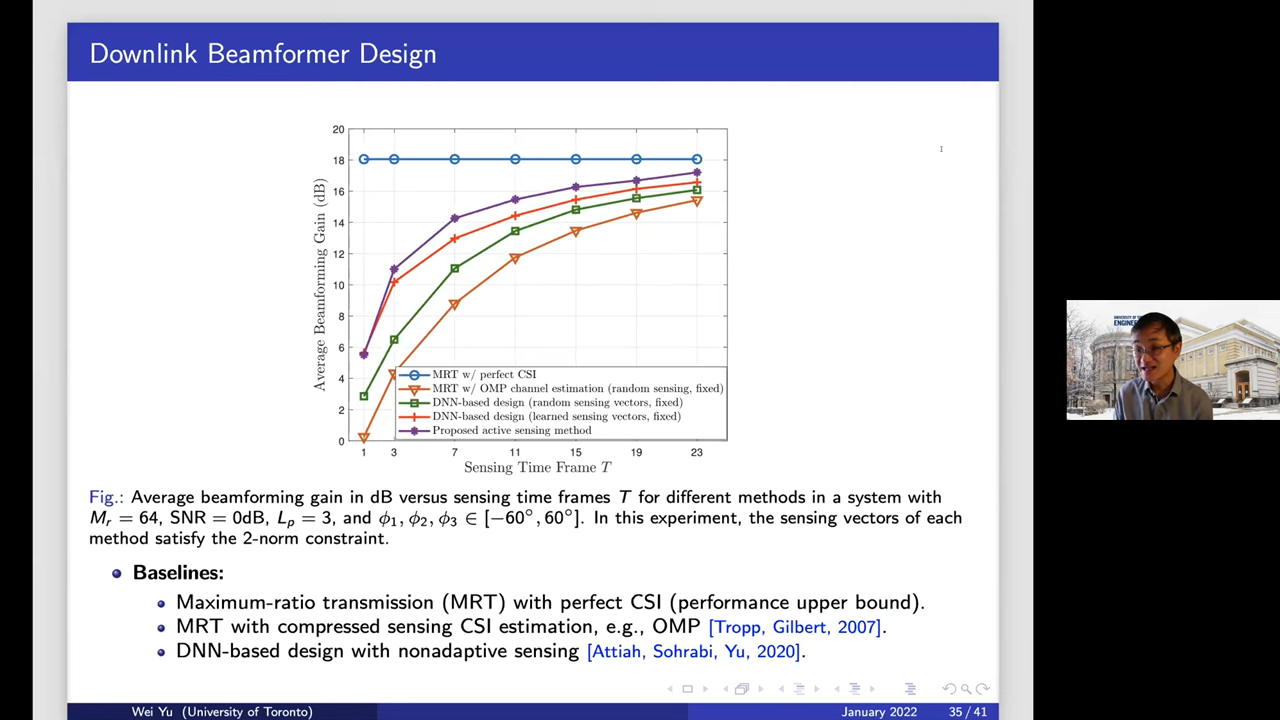 Downlink Beamformer Design
20
18
16
14
12
10
8
6
4
2
0
Average Beamforming Gain (dB)
MRT w/ perfect CSI
MRT w/ OMP channel estimation (random sensing, fixed)
DNN-based design (random sensing vectors, fixed)
DNN-based design (learned sensing vectors, fixed)
Proposed active sensing method
1 3 7 11 15 19 23
Sensing Time Frame T
Fig.: Average beamforming gain in dB versus sensing time frames T for different methods in a system with
M_r = 64, SNR = 0dB, L_p = 3, and ϕ1, ϕ2, ϕ3 ∈ [−60°, 60°]. In this experiment, the sensing vectors of each
method satisfy the 2-norm constraint.
Baselines:
Maximum-ratio transmission (MRT) with perfect CSI (performance upper bound).
MRT with compressed sensing CSI estimation, e.g., OMP [Tropp, Gilbert, 2007].
DNN-based design with nonadaptive sensing [Attiah, Sohrabi, Yu, 2020].
Wei Yu (University of Toronto) January 2022 35 / 41